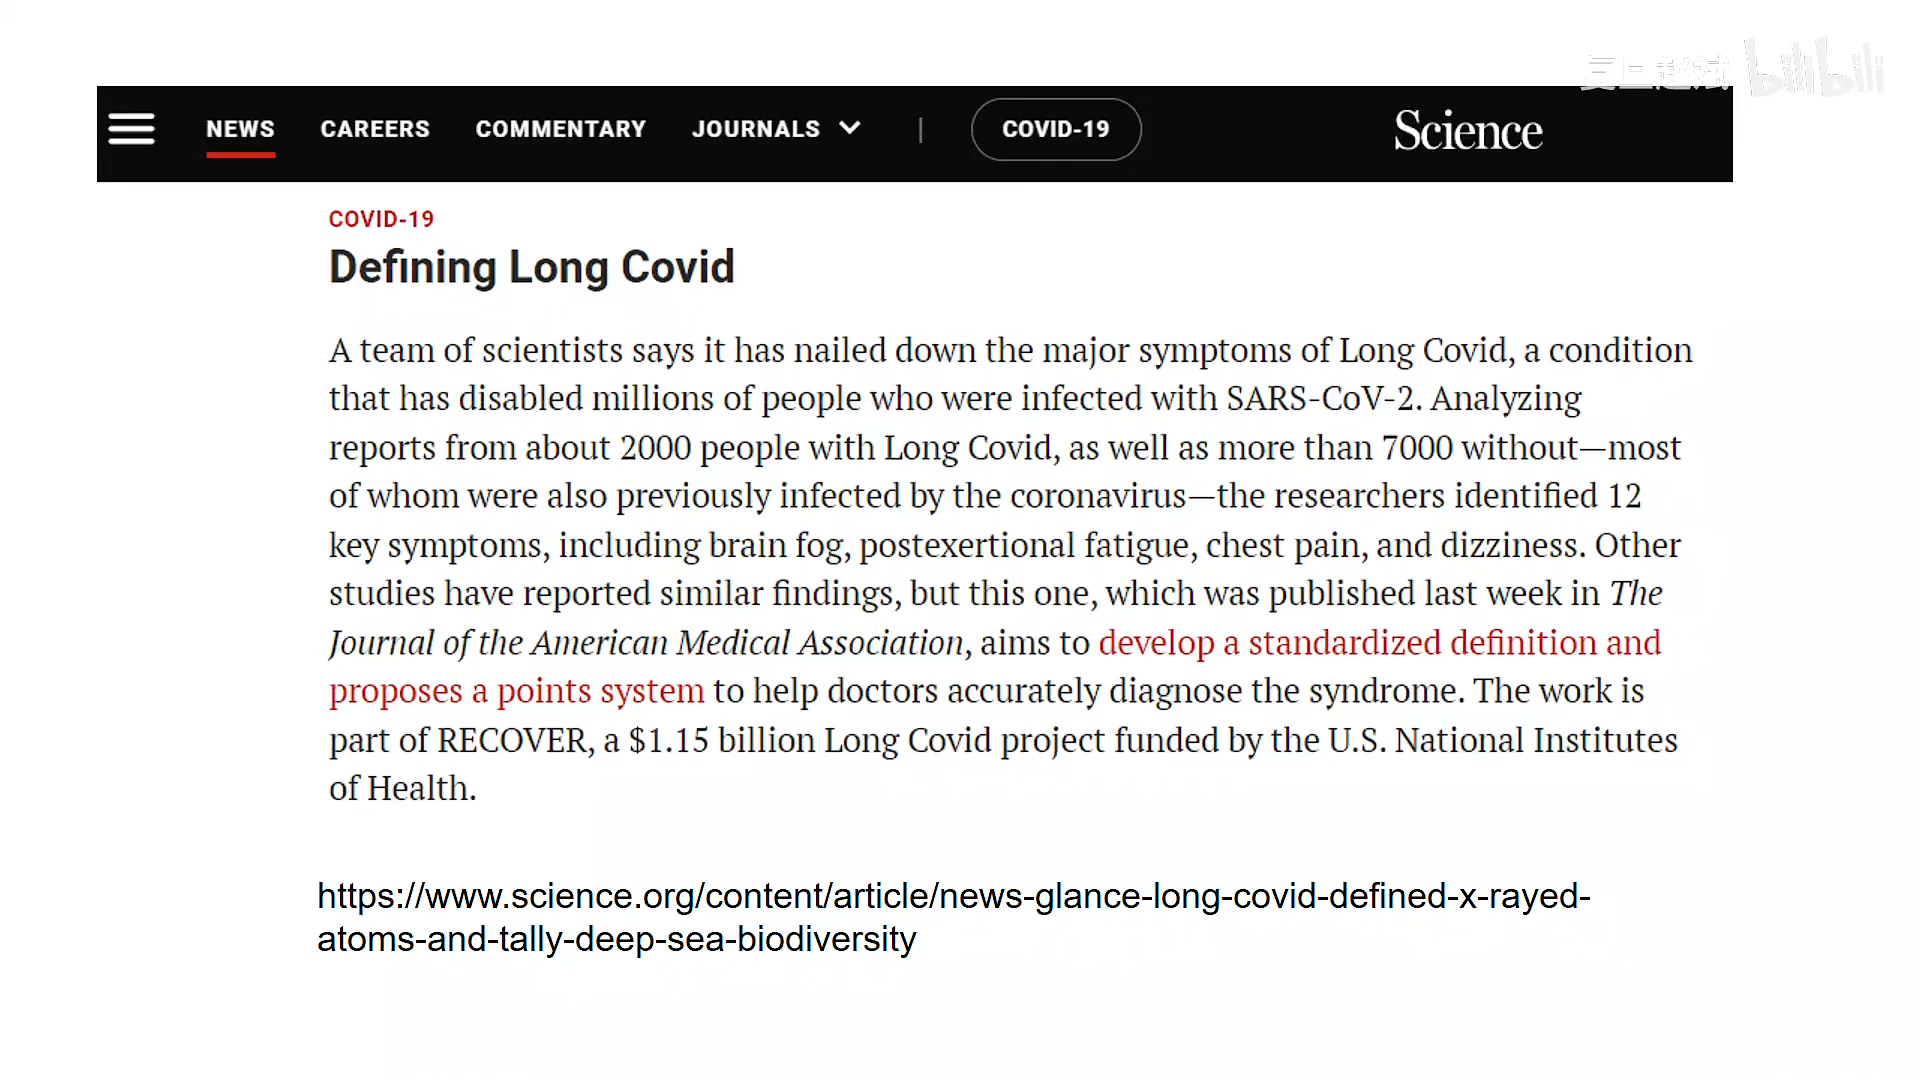 复旦赵斌 bilibili
NEWS CAREERS COMMENTARY JOURNALS | COVID-19 Science
COVID-19
Defining Long Covid
A team of scientists says it has nailed down the major symptoms of Long Covid, a condition
that has disabled millions of people who were infected with SARS-CoV-2. Analyzing
reports from about 2000 people with Long Covid, as well as more than 7000 without—most
of whom were also previously infected by the coronavirus—the researchers identified 12
key symptoms, including brain fog, postexertional fatigue, chest pain, and dizziness. Other
studies have reported similar findings, but this one, which was published last week in The
Journal of the American Medical Association, aims to develop a standardized definition and
proposes a points system to help doctors accurately diagnose the syndrome. The work is
part of RECOVER, a $1.15 billion Long Covid project funded by the U.S. National Institutes
of Health.
https://www.science.org/content/article/news-glance-long-covid-defined-x-rayed-
atoms-and-tally-deep-sea-biodiversity